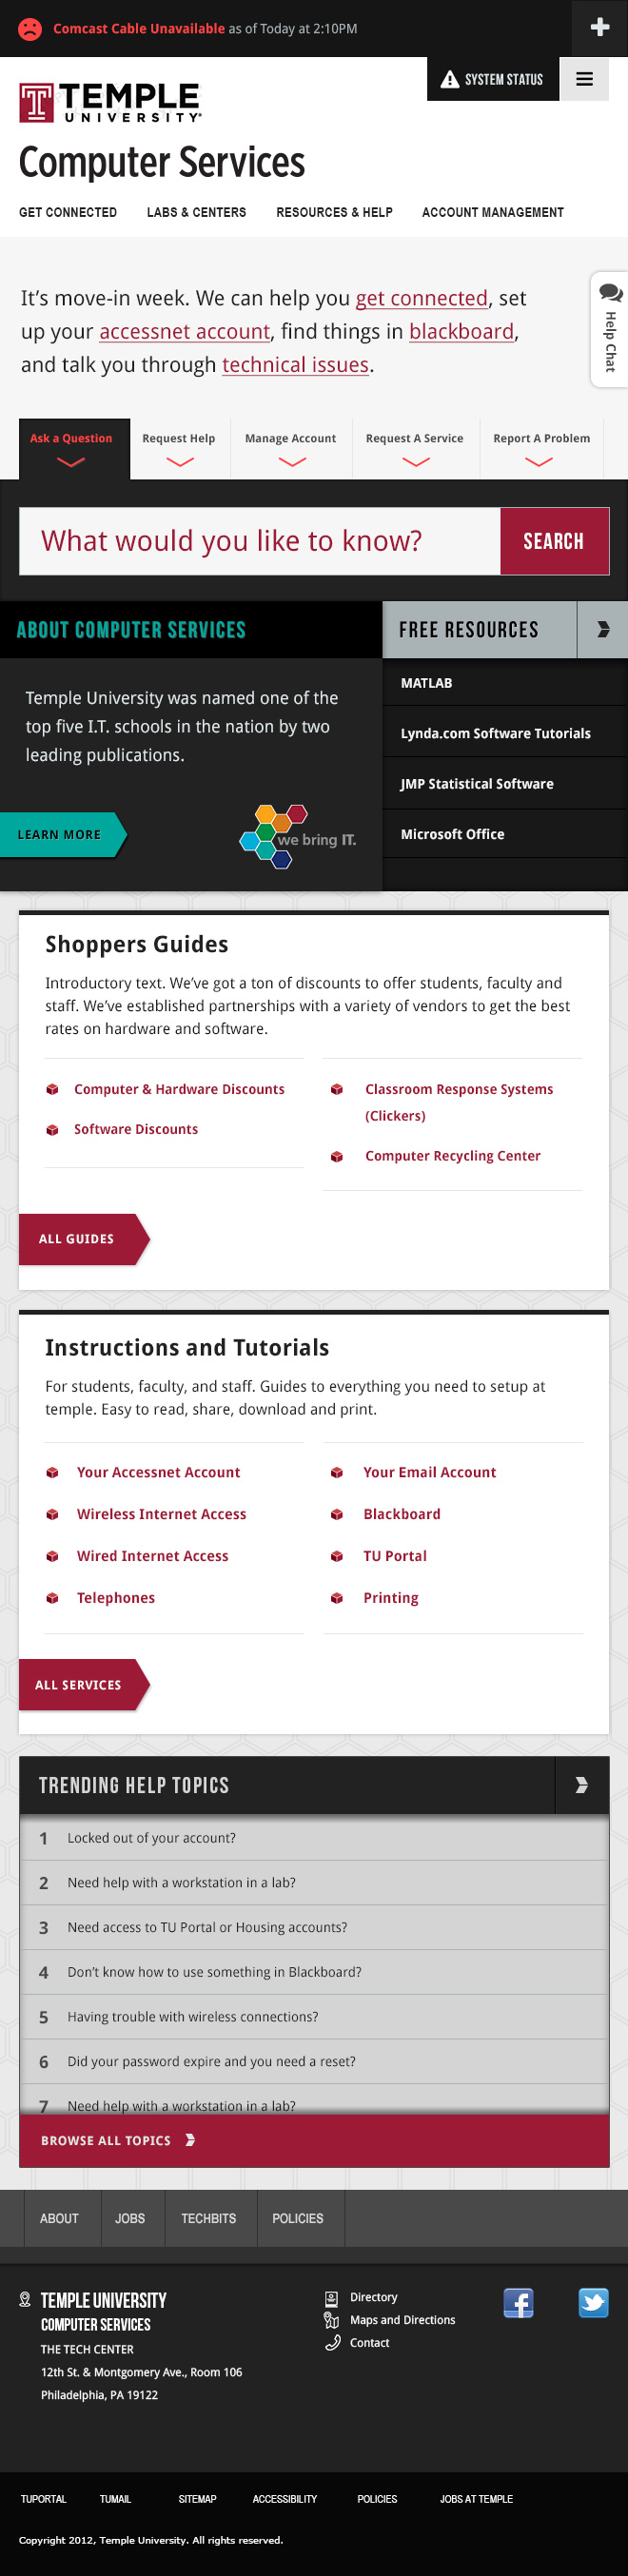 Comcast Cable Unavailable as of Today at 2:10PM
SYSTEM STATUS
TEMPLE
UNIVERSITY
Computer Services
GET CONNECTED LABS & CENTERS RESOURCES & HELP ACCOUNT MANAGEMENT
It's move-in week. We can help you get connected, set
up your accessnet account, find things in blackboard,
and talk you through technical issues.
Help Chat
Ask a Question Request Help Manage Account Request A Service Report A Problem
What would you like to know? SEARCH
ABOUT COMPUTER SERVICES
Temple University was named one of the
top five I.T. schools in the nation by two
leading publications.
LEARN MORE
we bring IT.
FREE RESOURCES
MATLAB
Lynda.com Software Tutorials
JMP Statistical Software
Microsoft Office
Shoppers Guides
Introductory text. We've got a ton of discounts to offer students, faculty and
staff. We've established partnerships with a variety of vendors to get the best
rates on hardware and software.
Computer & Hardware Discounts
Software Discounts
Classroom Response Systems
(Clickers)
Computer Recycling Center
ALL GUIDES
Instructions and Tutorials
For students, faculty, and staff. Guides to everything you need to setup at
temple. Easy to read, share, download and print.
Your Accessnet Account
Wireless Internet Access
Wired Internet Access
Telephones
Your Email Account
Blackboard
TU Portal
Printing
ALL SERVICES
TRENDING HELP TOPICS
1 Locked out of your account?
2 Need help with a workstation in a lab?
3 Need access to TU Portal or Housing accounts?
4 Don't know how to use something in Blackboard?
5 Having trouble with wireless connections?
6 Did your password expire and you need a reset?
7 Need help with a workstation in a lab?
BROWSE ALL TOPICS
ABOUT JOBS TECHBITS POLICIES
TEMPLE UNIVERSITY
COMPUTER SERVICES
THE TECH CENTER
12th St. & Montgomery Ave., Room 106
Philadelphia, PA 19122
Directory
Maps and Directions
Contact
TUPORTAL TUMAIL SITEMAP ACCESSIBILITY POLICIES JOBS AT TEMPLE
Copyright 2012, Temple University. All rights reserved.